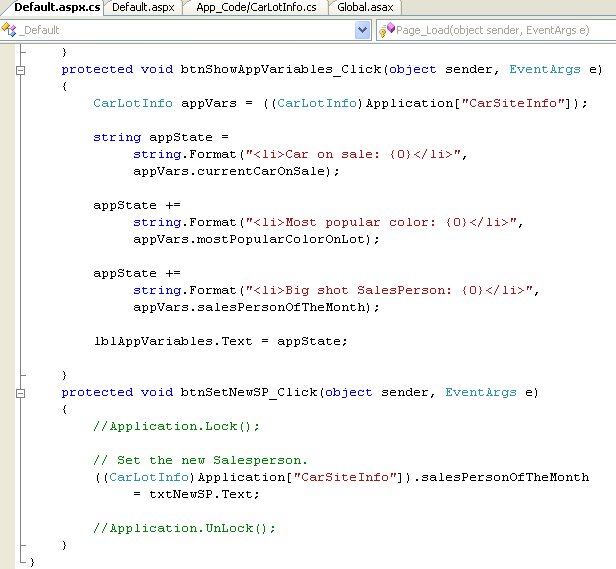 Default.aspx.cs Default.aspx App_Code/CarLotInfo.cs Global.asax
_Default Page_Load(object sender, EventArgs e)
}
protected void btnShowAppVariables_Click(object sender, EventArgs e)
{
CarLotInfo appVars = ((CarLotInfo)Application["CarSiteInfo"]);
string appState =
string.Format("<li>Car on sale: {0}</li>",
appVars.currentCarOnSale);
appState +=
string.Format("<li>Most popular color: {0}</li>",
appVars.mostPopularColorOnLot);
appState +=
string.Format("<li>Big shot SalesPerson: {0}</li>",
appVars.salesPersonOfTheMonth);
lblAppVariables.Text = appState;
}
protected void btnSetNewSP_Click(object sender, EventArgs e)
{
//Application.Lock();
// Set the new Salesperson.
((CarLotInfo)Application["CarSiteInfo"]).salesPersonOfTheMonth
= txtNewSP.Text;
//Application.UnLock();
}
}